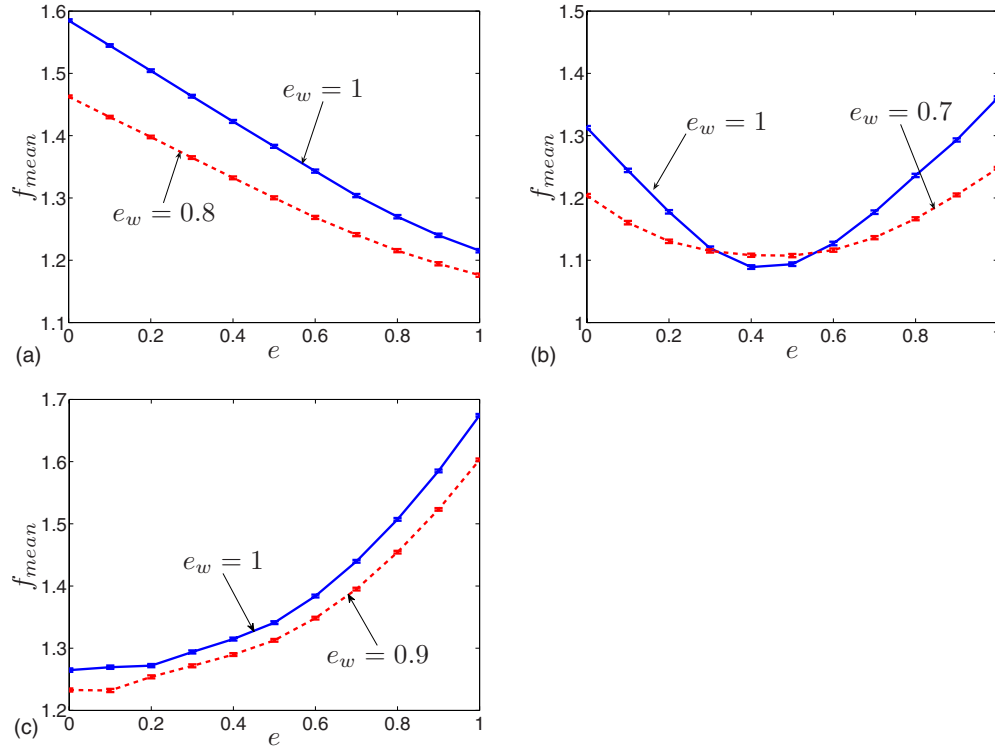 1.6
1.5
1.4
1.3
1.2
1.1
f_mean
e_w = 1
e_w = 0.8
0 0.2 0.4 0.6 0.8 1
e
(a)
1.5
1.4
1.3
1.2
1.1
1
f_mean
e_w = 1
e_w = 0.7
0 0.2 0.4 0.6 0.8 1
e
(b)
1.7
1.6
1.5
1.4
1.3
1.2
f_mean
e_w = 1
e_w = 0.9
0 0.2 0.4 0.6 0.8 1
e
(c)